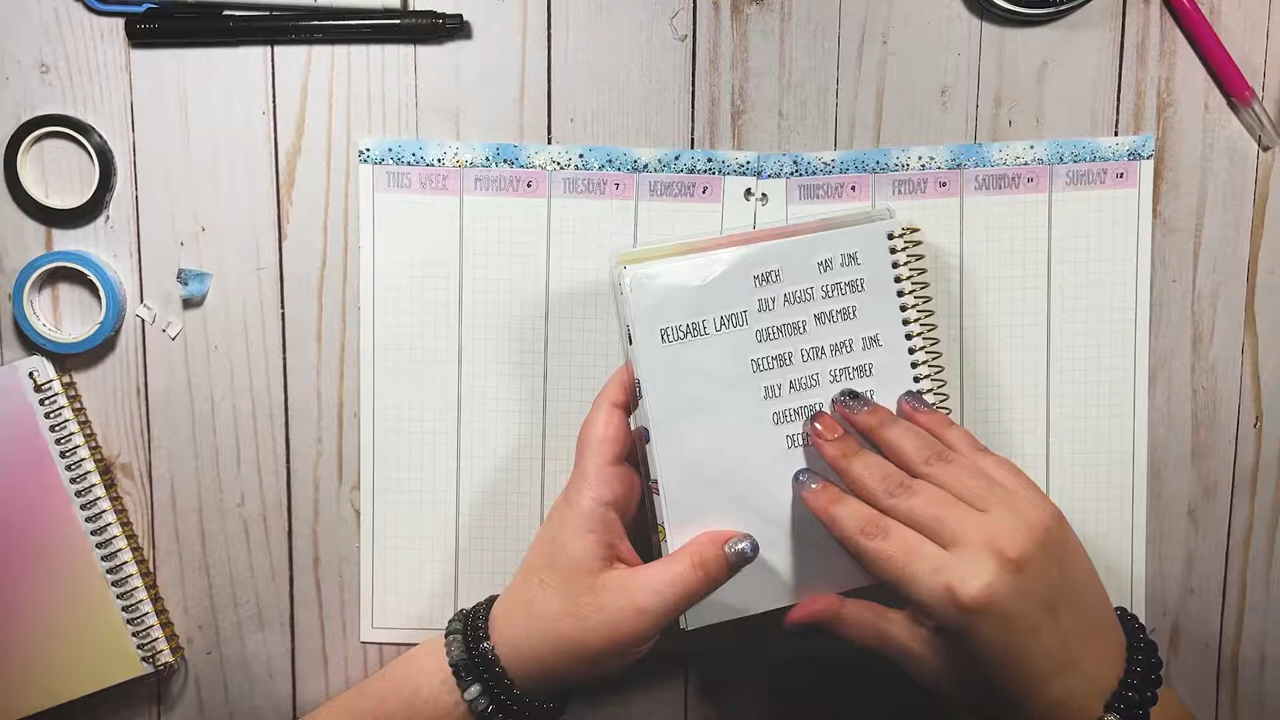 THIS WEEK MONDAY 6 TUESDAY 7 WEDNESDAY 8 THURSDAY 9 FRIDAY 10 SATURDAY 11 SUNDAY 12
MARCH MAY JUNE
JULY AUGUST SEPTEMBER
REUSABLE LAYOUT QUEENTOBER NOVEMBER
DECEMBER EXTRA PAPER JUNE
JULY AUGUST SEPTEMBER
QUEENTOBER